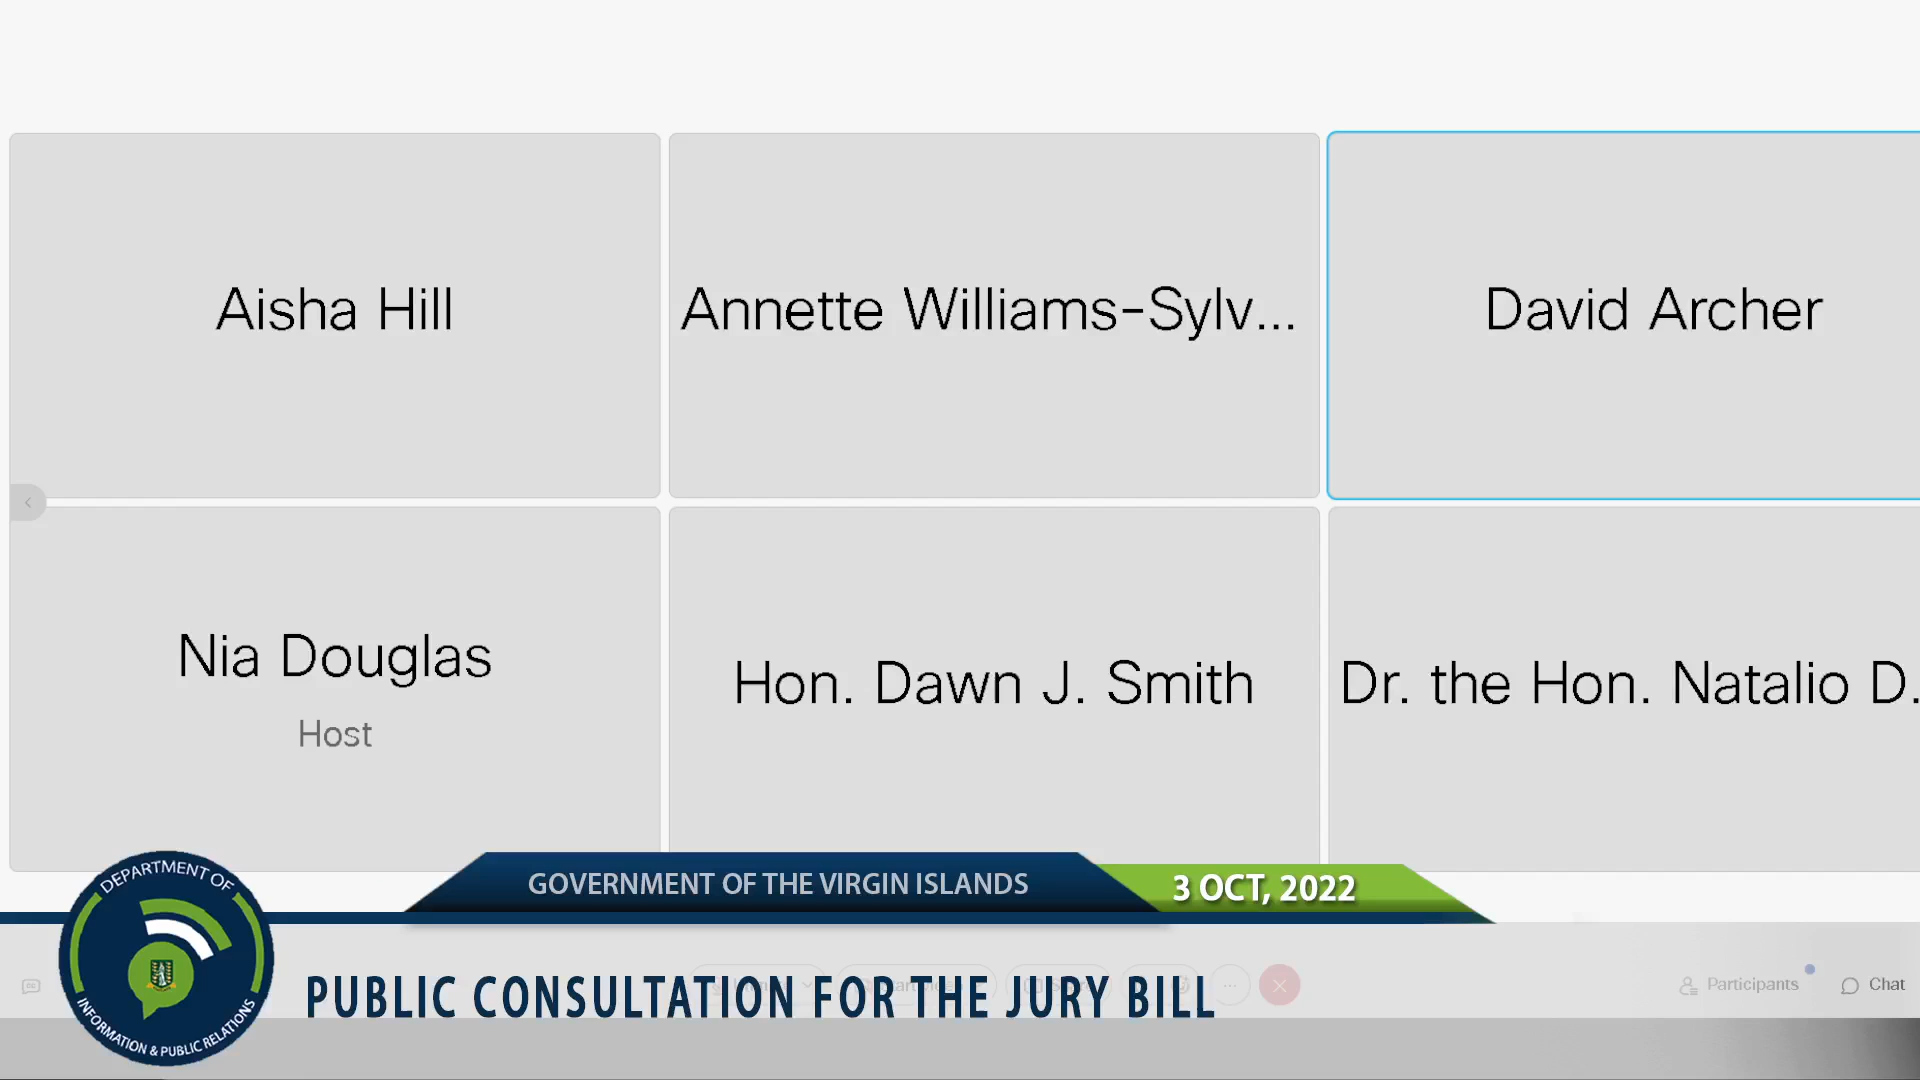 Aisha Hill
Annette Williams-Sylv...
David Archer
Nia Douglas
Host
Hon. Dawn J. Smith
Dr. the Hon. Natalio D.
GOVERNMENT OF THE VIRGIN ISLANDS
3 OCT, 2022
DEPARTMENT OF
INFORMATION & PUBLIC RELATIONS
PUBLIC CONSULTATION FOR THE JURY BILL
Participants
Chat